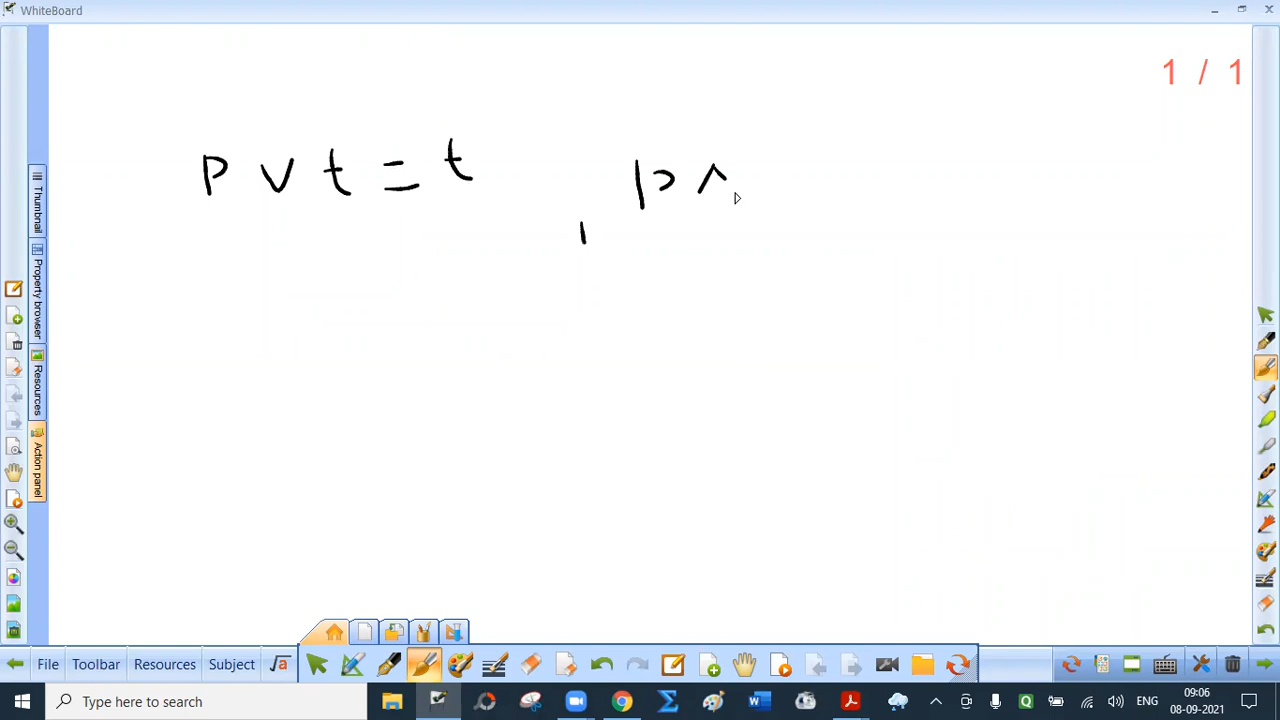 WhiteBoard
1 / 1
P ∨ t = t , p ∧
Thumbnail
Property browser
Resources
Action panel
File Toolbar Resources Subject √a
Type here to search
ENG
09:06
08-09-2021